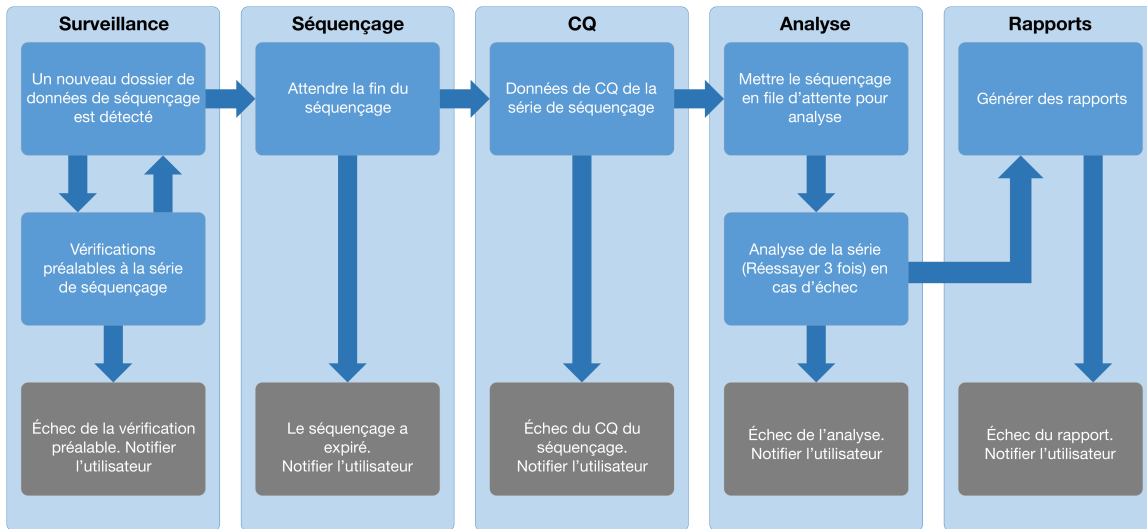 Surveillance
Un nouveau dossier de
données de séquençage
est détecté
Vérifications
préalables à la série
de séquençage
Échec de la vérification
préalable. Notifier
l’utilisateur
Séquençage
Attendre la fin du
séquençage
Le séquençage a
expiré.
Notifier l’utilisateur
CQ
Données de CQ de la
série de séquençage
Échec du CQ du
séquençage.
Notifier l’utilisateur
Analyse
Mettre le séquençage
en file d’attente pour
analyse
Analyse de la série
(Réessayer 3 fois) en
cas d’échec
Échec de l’analyse.
Notifier l’utilisateur
Rapports
Générer des rapports
Échec du rapport.
Notifier l’utilisateur